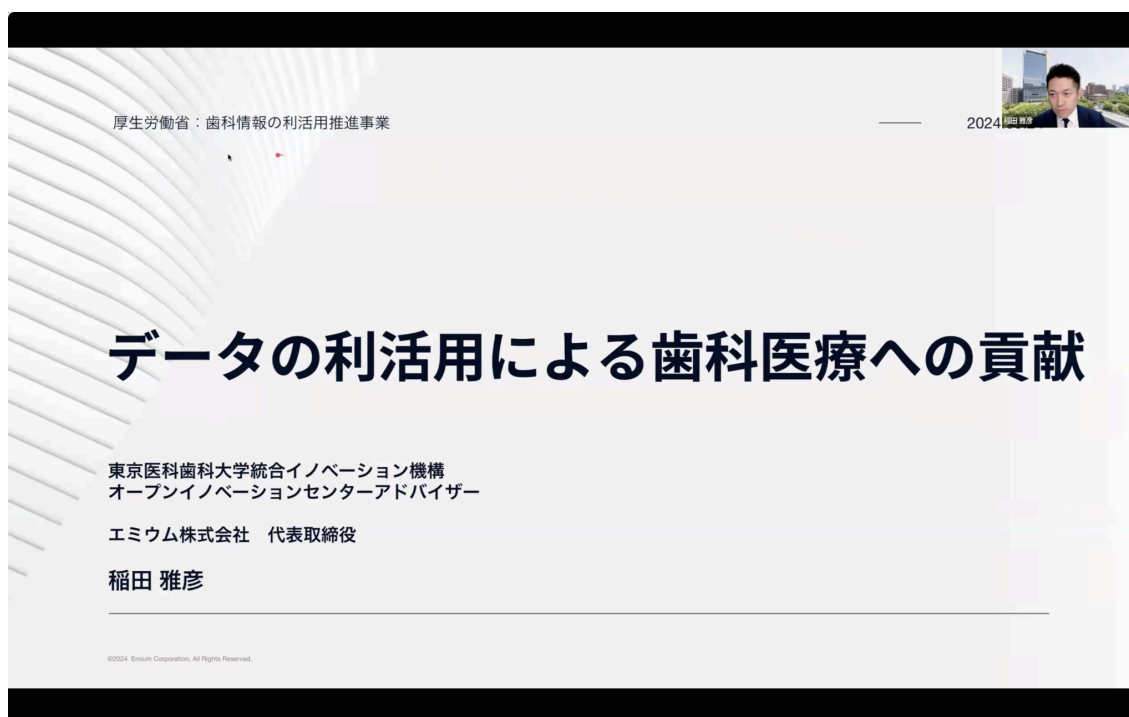 厚生労働省:歯科情報の利活用推進事業
2024
稲田 雅彦
データの利活用による歯科医療への貢献
東京医科歯科大学統合イノベーション機構
オープンイノベーションセンターアドバイザー
エミウム株式会社 代表取締役
稲田 雅彦
©2024 Emium Corporation, All Rights Reserved.